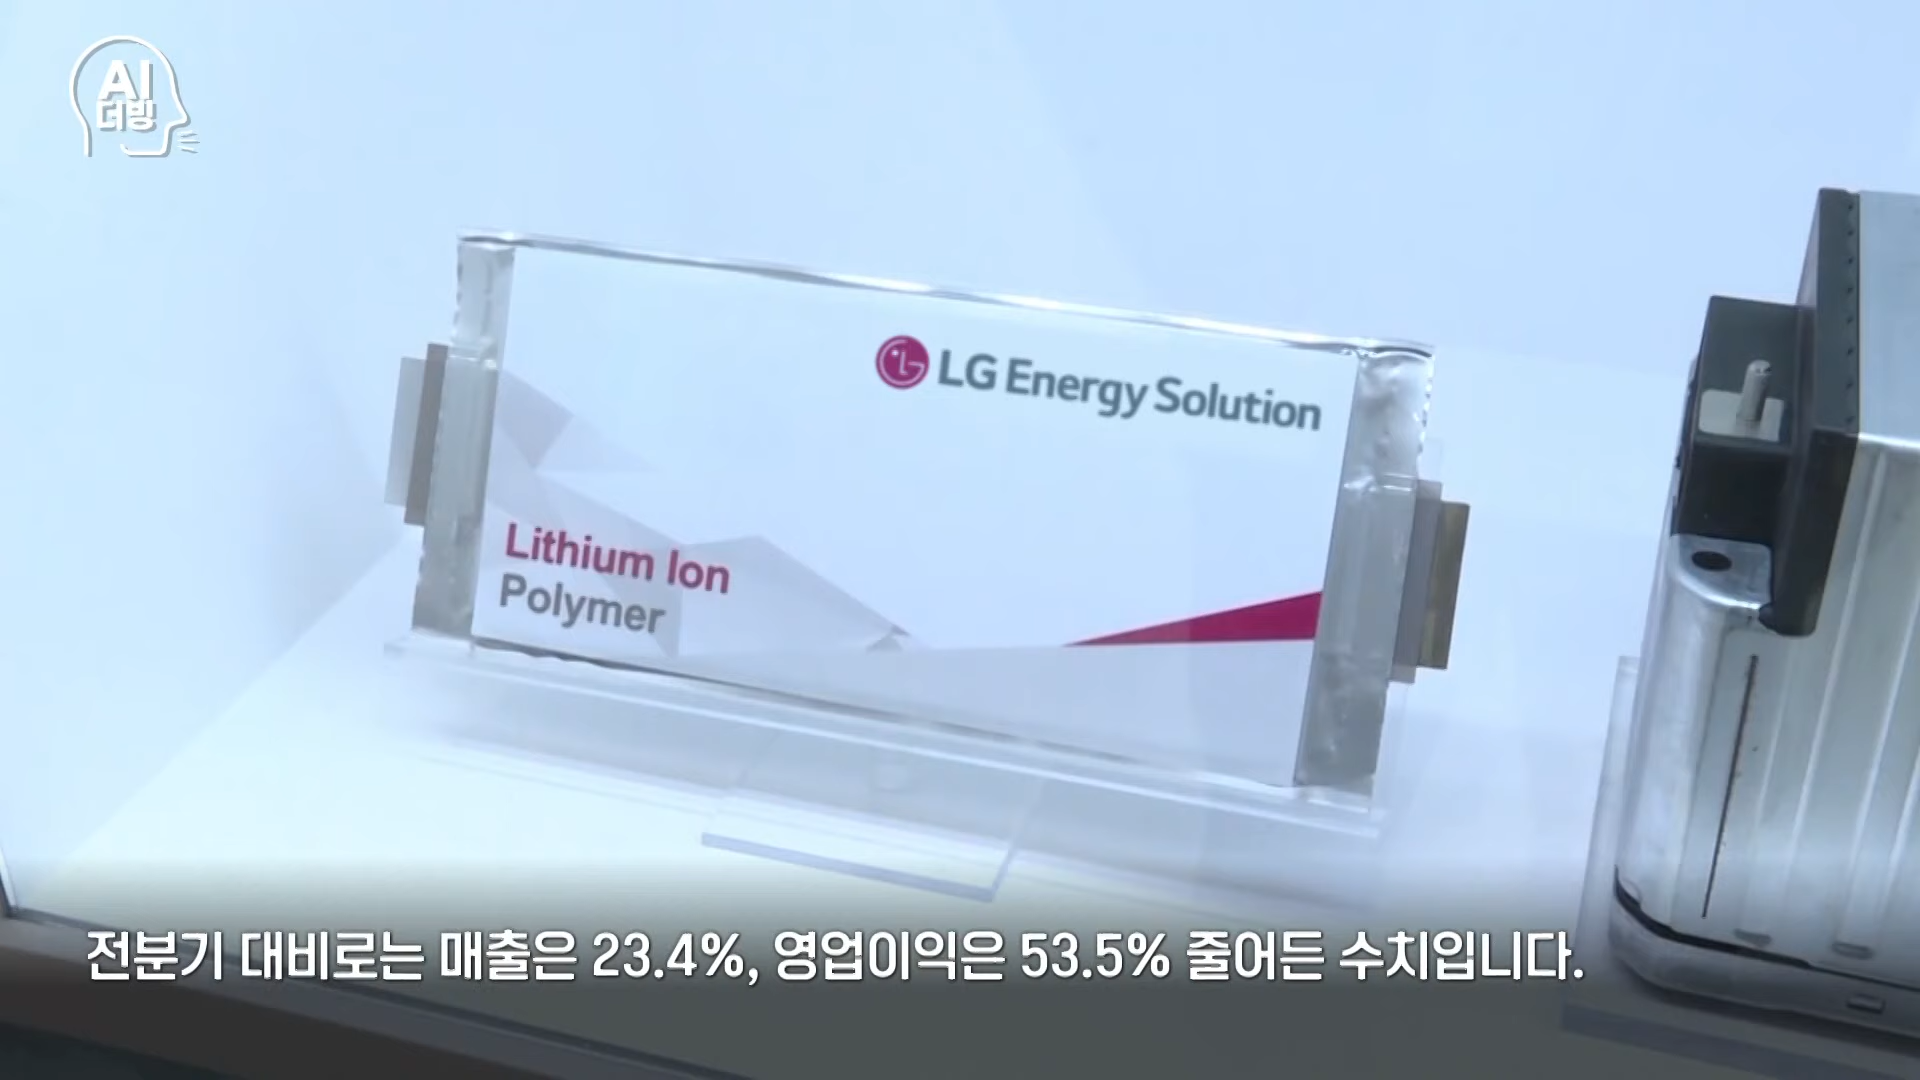 AI
더빙
LG Energy Solution
Lithium Ion
Polymer
전분기 대비로는 매출은 23.4%, 영업이익은 53.5% 줄어든 수치입니다.